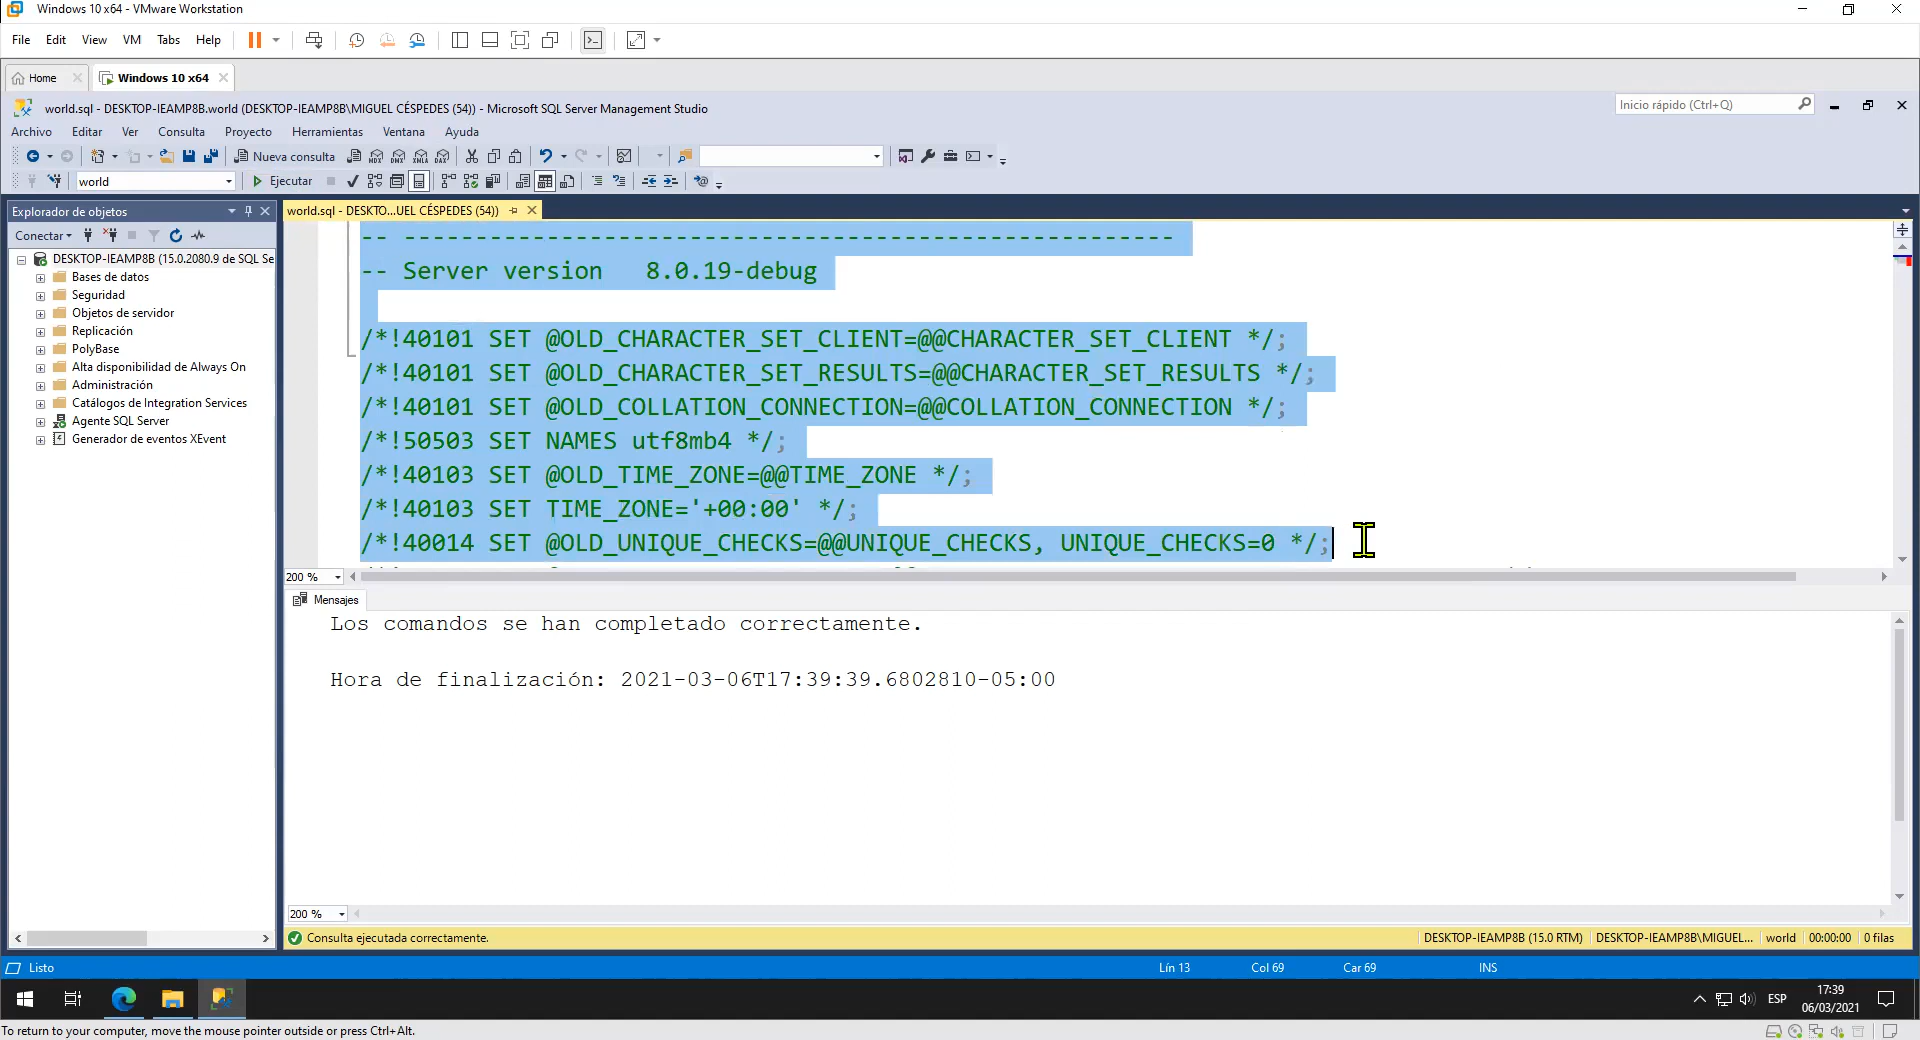 Windows 10 x64 - VMware Workstation
File Edit View VM Tabs Help
Home Windows 10 x64
world.sql - DESKTOP-IEAMP8B.world (DESKTOP-IEAMP8B\MIGUEL CÉSPEDES (54)) - Microsoft SQL Server Management Studio
Inicio rápido (Ctrl+Q)
Archivo Editar Ver Consulta Proyecto Herramientas Ventana Ayuda
Nueva consulta MDX DMX XMLA DAX
world Ejecutar
Explorador de objetos
world.sql - DESKTO...UEL CÉSPEDES (54))
Conectar
DESKTOP-IEAMP8B (15.0.2080.9 de SQL Se
Bases de datos
Seguridad
Objetos de servidor
Replicación
PolyBase
Alta disponibilidad de Always On
Administración
Catálogos de Integration Services
Agente SQL Server
Generador de eventos XEvent
-- ------------------------------------------------------
-- Server version   8.0.19-debug
/*!40101 SET @OLD_CHARACTER_SET_CLIENT=@@CHARACTER_SET_CLIENT */;
/*!40101 SET @OLD_CHARACTER_SET_RESULTS=@@CHARACTER_SET_RESULTS */;
/*!40101 SET @OLD_COLLATION_CONNECTION=@@COLLATION_CONNECTION */;
/*!50503 SET NAMES utf8mb4 */;
/*!40103 SET @OLD_TIME_ZONE=@@TIME_ZONE */;
/*!40103 SET TIME_ZONE='+00:00' */;
/*!40014 SET @OLD_UNIQUE_CHECKS=@@UNIQUE_CHECKS, UNIQUE_CHECKS=0 */;
200 %
Mensajes
Los comandos se han completado correctamente.
Hora de finalización: 2021-03-06T17:39:39.6802810-05:00
200 %
Consulta ejecutada correctamente. DESKTOP-IEAMP8B (15.0 RTM) DESKTOP-IEAMP8B\MIGUEL... world 00:00:00 0 filas
Listo Lín 13 Col 69 Car 69 INS
ESP 17:39
06/03/2021
To return to your computer, move the mouse pointer outside or press Ctrl+Alt.